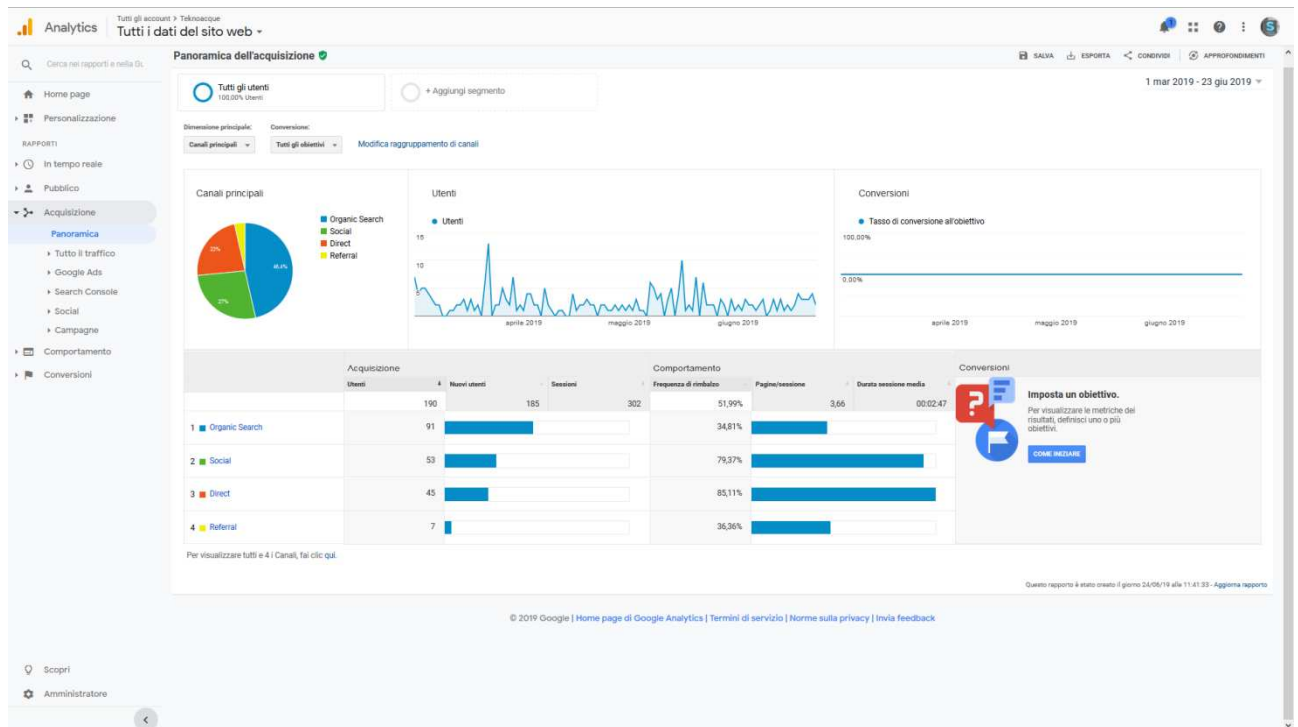 Tutti gli account > Teknoacque
Analytics
Tutti i dati del sito web
Cerca nei rapporti e nella Gu
Home page
Personalizzazione
RAPPORTI
In tempo reale
Pubblico
Acquisizione
Panoramica
Tutto il traffico
Google Ads
Search Console
Social
Campagne
Comportamento
Conversioni
Scopri
Amministratore
Panoramica dell'acquisizione
SALVA ESPORTA CONDIVIDI APPROFONDIMENTI
1 mar 2019 - 23 giu 2019
Tutti gli utenti
100,00% Utenti
+ Aggiungi segmento
Dimensione principale: Conversione:
Canali principali Tutti gli obiettivi Modifica raggruppamento di canali
Canali principali
Organic Search
Social
Direct
Referral
46,4%
27%
23%
Utenti
Utenti
15
10
5
aprile 2019 maggio 2019 giugno 2019
Conversioni
Tasso di conversione all'obiettivo
100,00%
0,00%
aprile 2019 maggio 2019 giugno 2019
Acquisizione Comportamento Conversioni
Utenti Nuovi utenti Sessioni Frequenza di rimbalzo Pagine/sessione Durata sessione media
190 185 302 51,99% 3,66 00:02:47
1 Organic Search 91 34,81%
2 Social 53 79,37%
3 Direct 45 85,11%
4 Referral 7 36,36%
Imposta un obiettivo.
Per visualizzare le metriche dei
risultati, definisci uno o più
obiettivi.
COME INIZIARE
Per visualizzare tutti e 4 i Canali, fai clic qui.
Questo rapporto è stato creato il giorno 24/06/19 alle 11:41:33 - Aggiorna rapporto
© 2019 Google | Home page di Google Analytics | Termini di servizio | Norme sulla privacy | Invia feedback